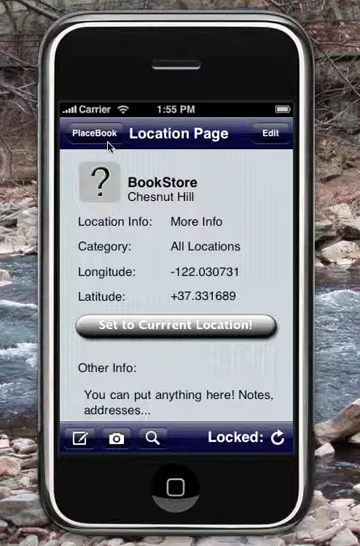 Carrier 1:55 PM
PlaceBook Location Page Edit
?
BookStore
Chesnut Hill
Location Info: More Info
Category: All Locations
Longitude: -122.030731
Latitude: +37.331689
Set to Currrent Location!
Other Info:
You can put anything here! Notes,
addresses...
Locked: